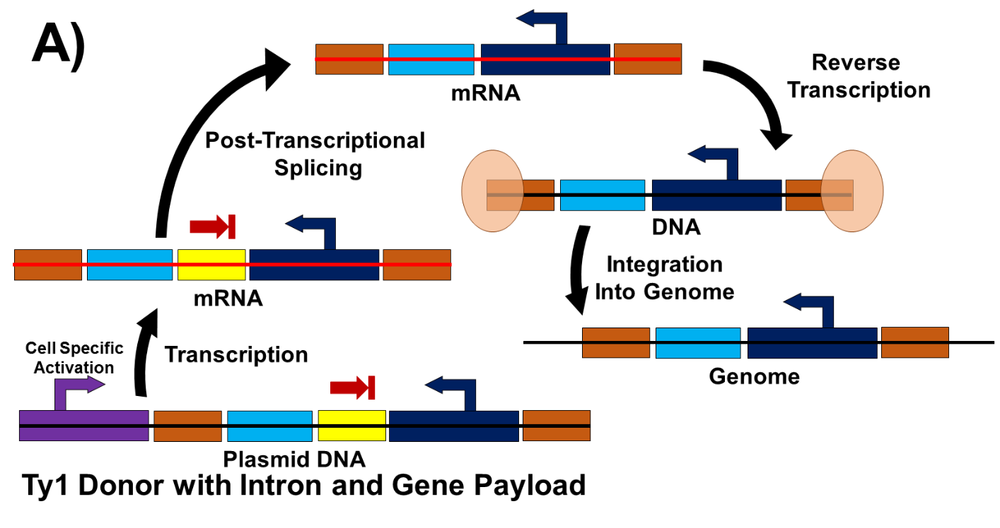 A)
mRNA
Reverse
Transcription
Post-Transcriptional
Splicing
DNA
mRNA
Integration
Into Genome
Cell Specific
Activation
Transcription
Genome
Plasmid DNA
Ty1 Donor with Intron and Gene Payload